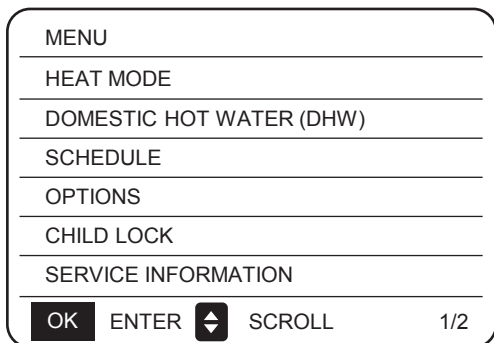 MENU
HEAT MODE
DOMESTIC HOT WATER (DHW)
SCHEDULE
OPTIONS
CHILD LOCK
SERVICE INFORMATION
OK ENTER SCROLL 1/2